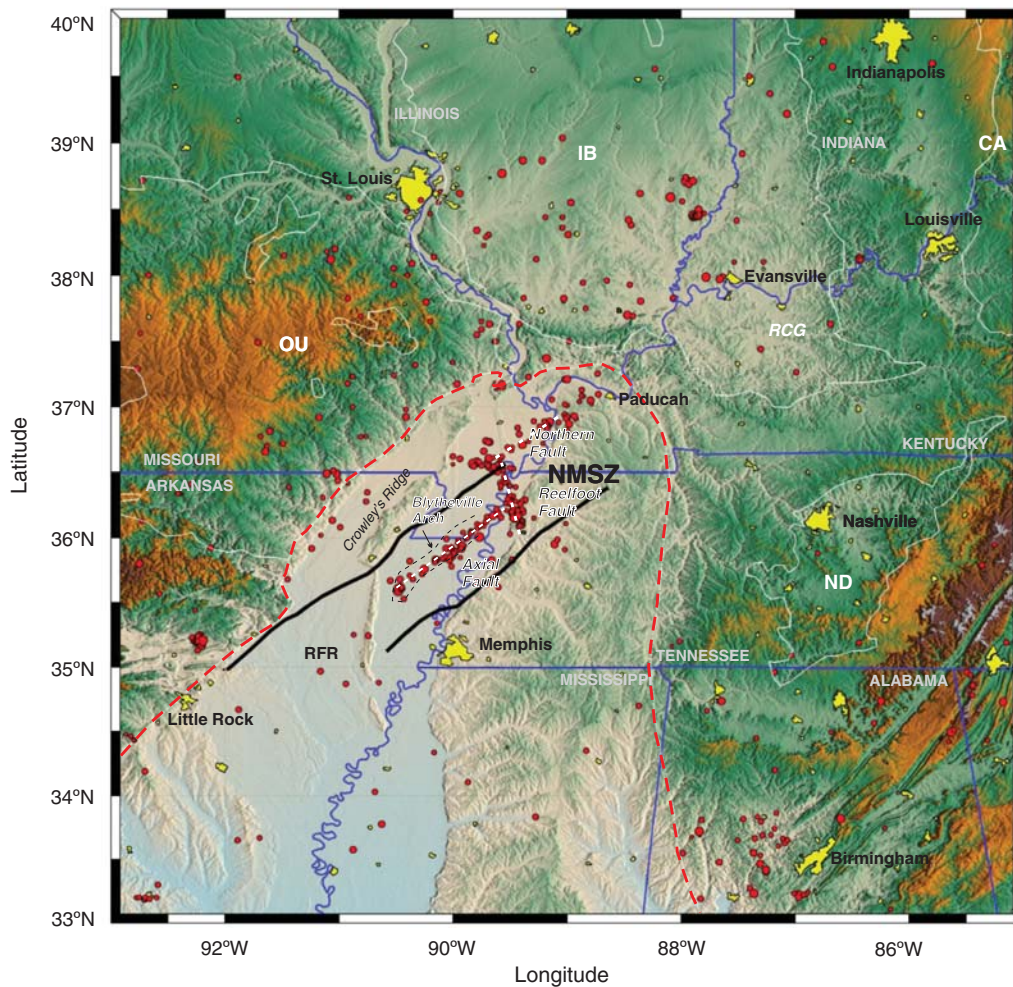 40°N
39°N
38°N
37°N
36°N
35°N
34°N
33°N
Latitude
92°W
90°W
88°W
86°W
Longitude
Indianapolis
ILLINOIS
INDIANA
CA
IB
St. Louis
Louisville
Evansville
RCG
OU
Paducah
Northern
Fault
KENTUCKY
MISSOURI
ARKANSAS
NMSZ
Crowley's Ridge
Blytheville
Arch
Reelfoot
Fault
Nashville
Axial
Fault
ND
Memphis
RFR
TENNESSEE
MISSISSIPPI
ALABAMA
Little Rock
Birmingham